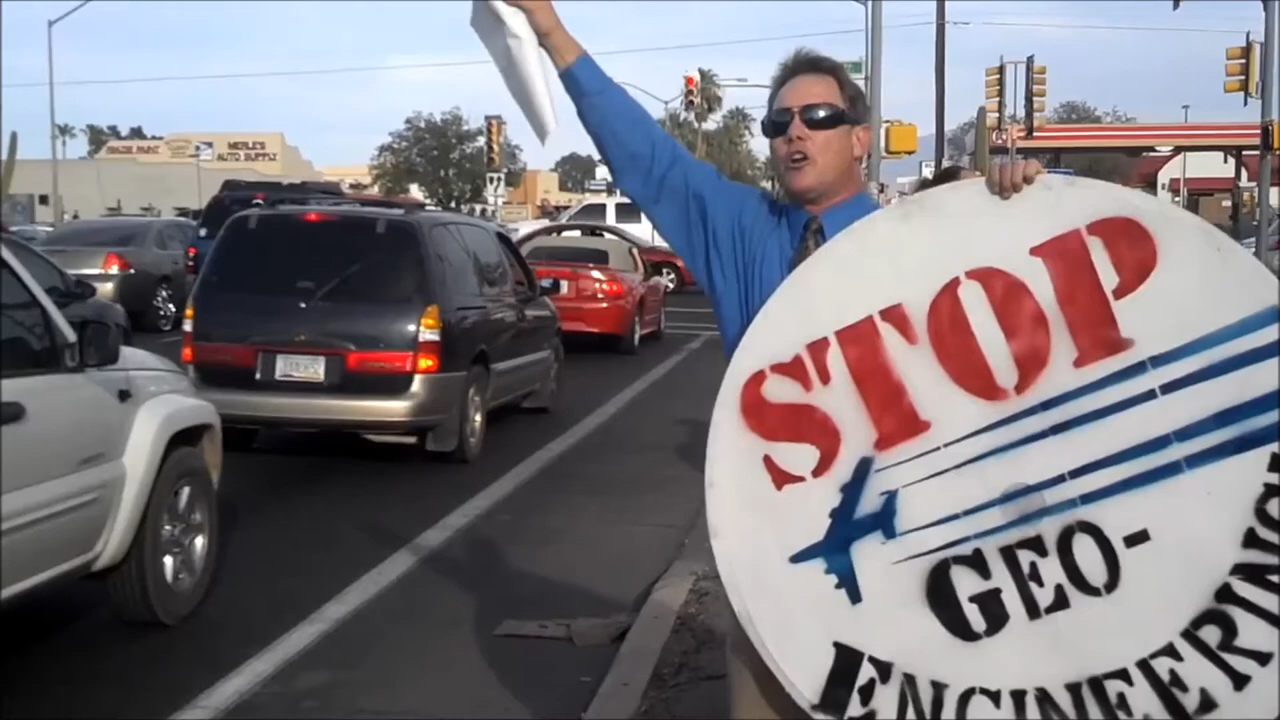 MERLE'S
AUTO SUPPLY
STOP
GEO-
ENGINEERING